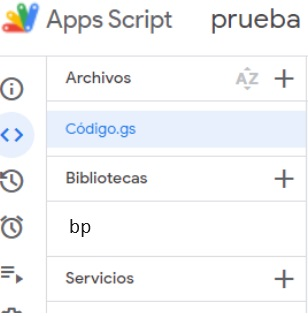 Apps Script prueba
Archivos AZ
Código.gs
Bibliotecas
bp
Servicios